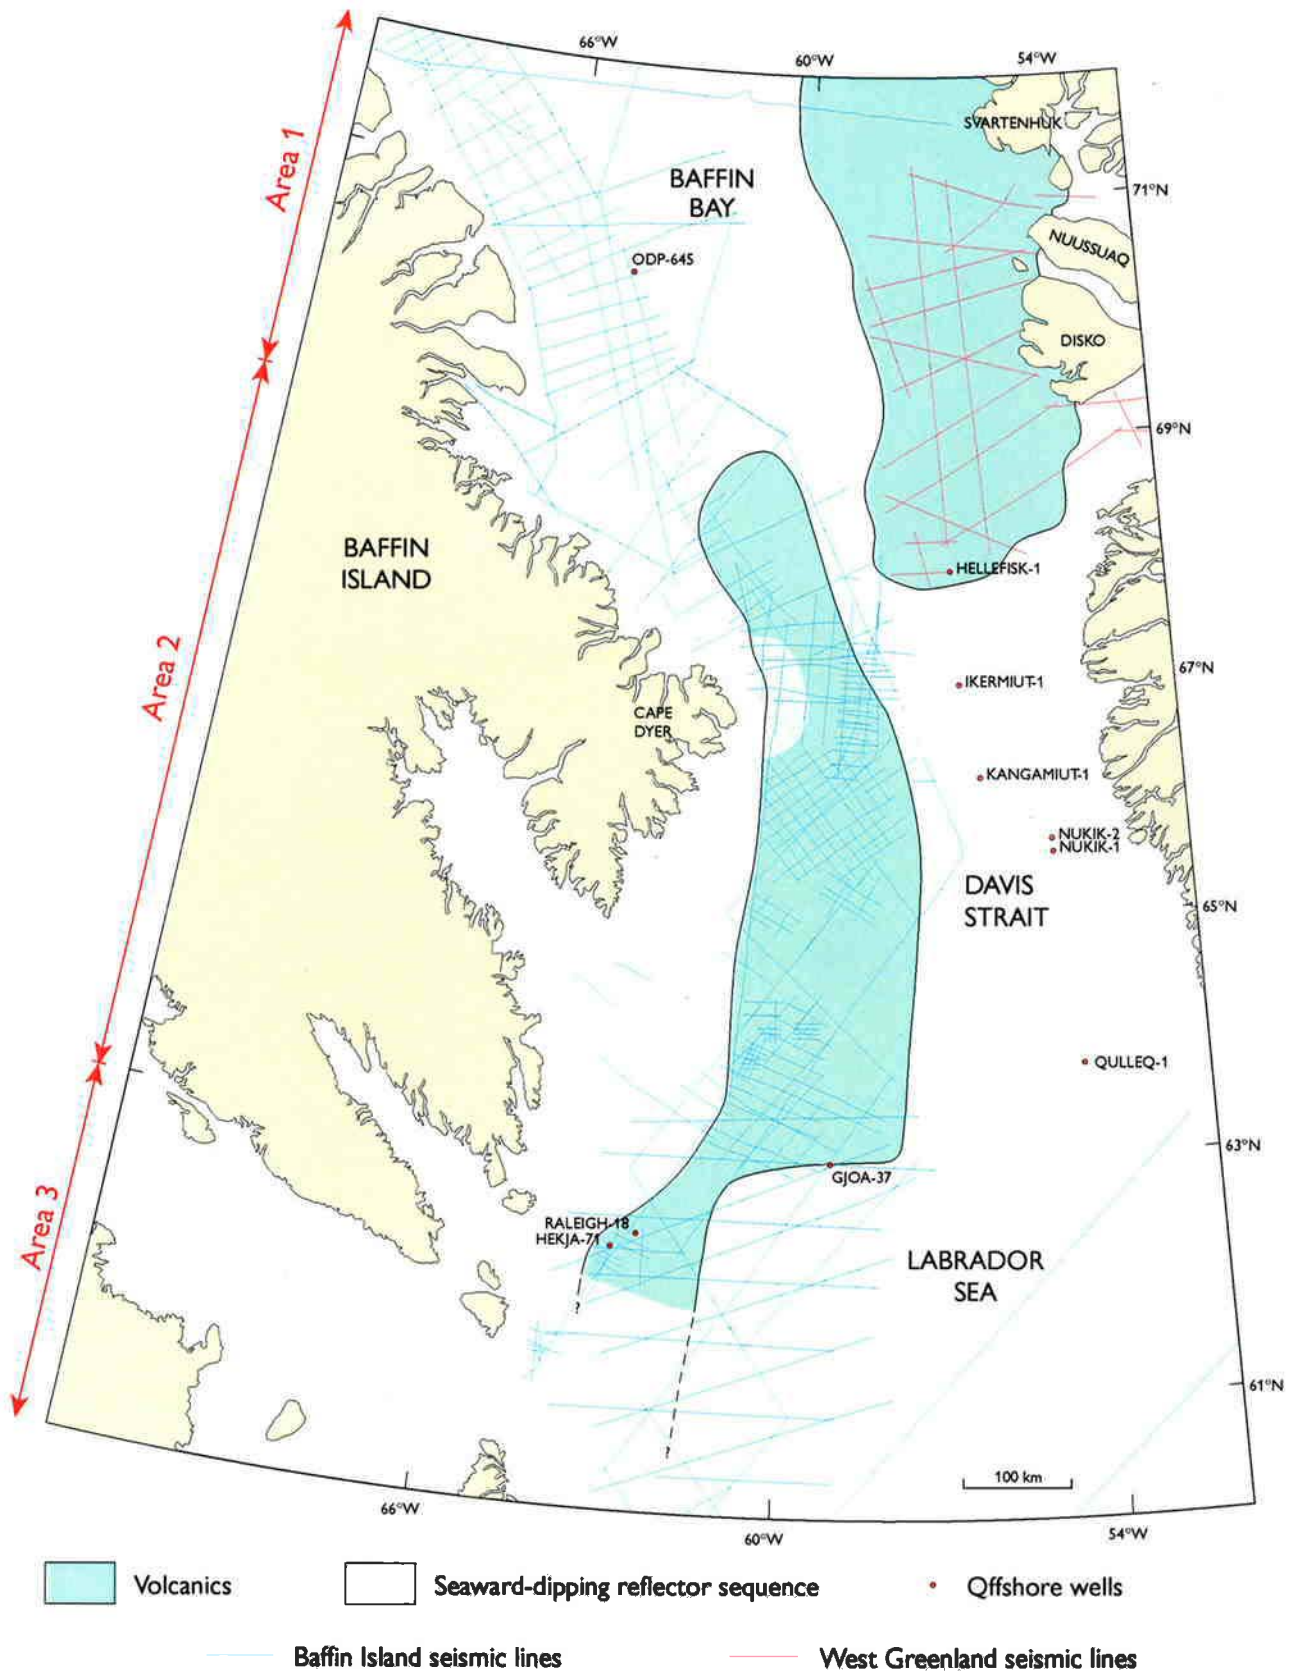 66°W
60°W
54°W
Area 1
SVARTENHUK
BAFFIN
BAY
71°N
NUUSSUAQ
ODP-645
DISKO
69°N
BAFFIN
ISLAND
HELLEFISK-1
Area 2
67°N
IKERMIUT-1
CAPE
DYER
KANGAMIUT-1
NUKIK-2
NUKIK-1
DAVIS
STRAIT
65°N
QULLEQ-1
63°N
GJOA-37
Area 3
RALEIGH-18
HEKJA-71
LABRADOR
SEA
?
61°N
?
100 km
66°W
60°W
54°W
Volcanics
Seaward-dipping reflector sequence
Qffshore wells
Baffin Island seismic lines
West Greenland seismic lines